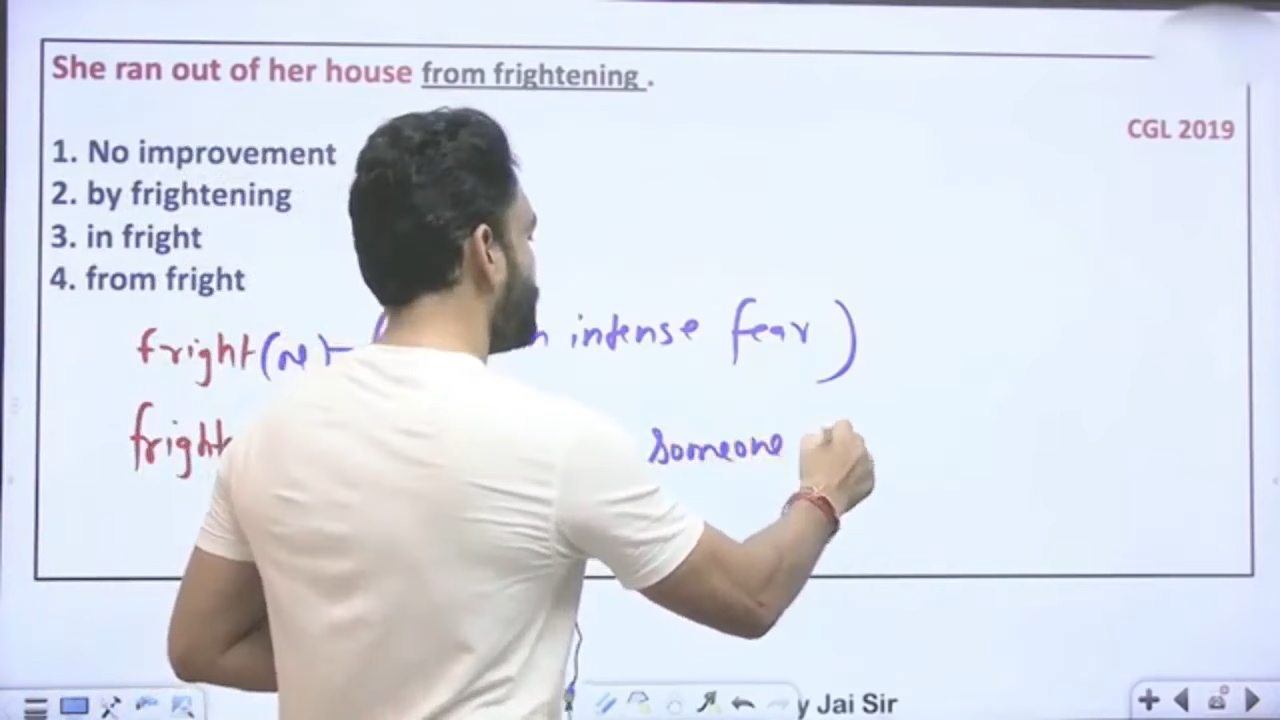 She ran out of her house from frightening .
CGL 2019
1. No improvement
2. by frightening
3. in fright
4. from fright
fright (N) – ( intense fear )
fright someone
y Jai Sir